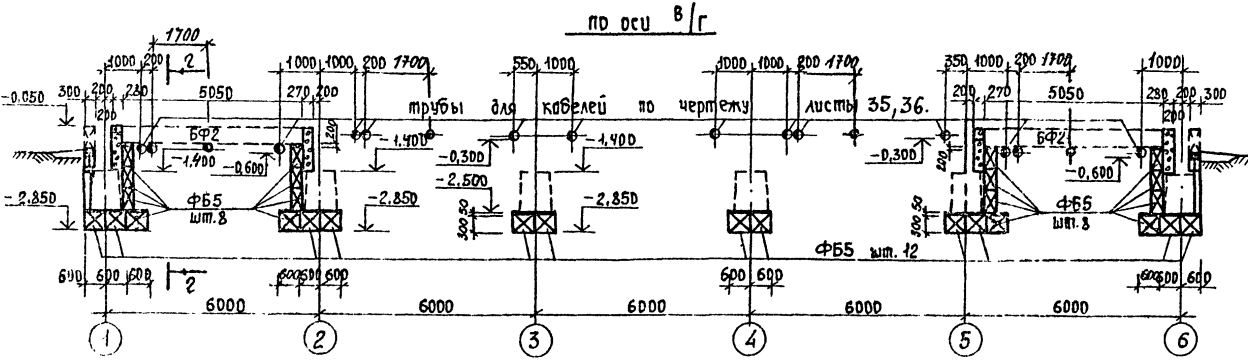 по оси В/Г
1700 2
1000 200 1000 1000 200 1700 550 1000 1000 1000 200 1700 350 1000 200 1700 1000
300 200 280 5050 270 200 200 270 5050 280 200 300
трубы для кабелей по чертежу листы 35,36.
-0,050 200 БФ2 200 БФ2 200
-1.400 -0,600 -1.400 -0,300 -1.400 -0,300 200 -0,600
-2.850 ФБ5 -2.850 -2.500 -2.850 ФБ5
шт.8 300 50 300 50 шт.8
ФБ5 шт. 12
600 600 600 2 600 600 600 600 600 600 600 600 600
6000 6000 6000 6000 6000
1 2 3 4 5 6